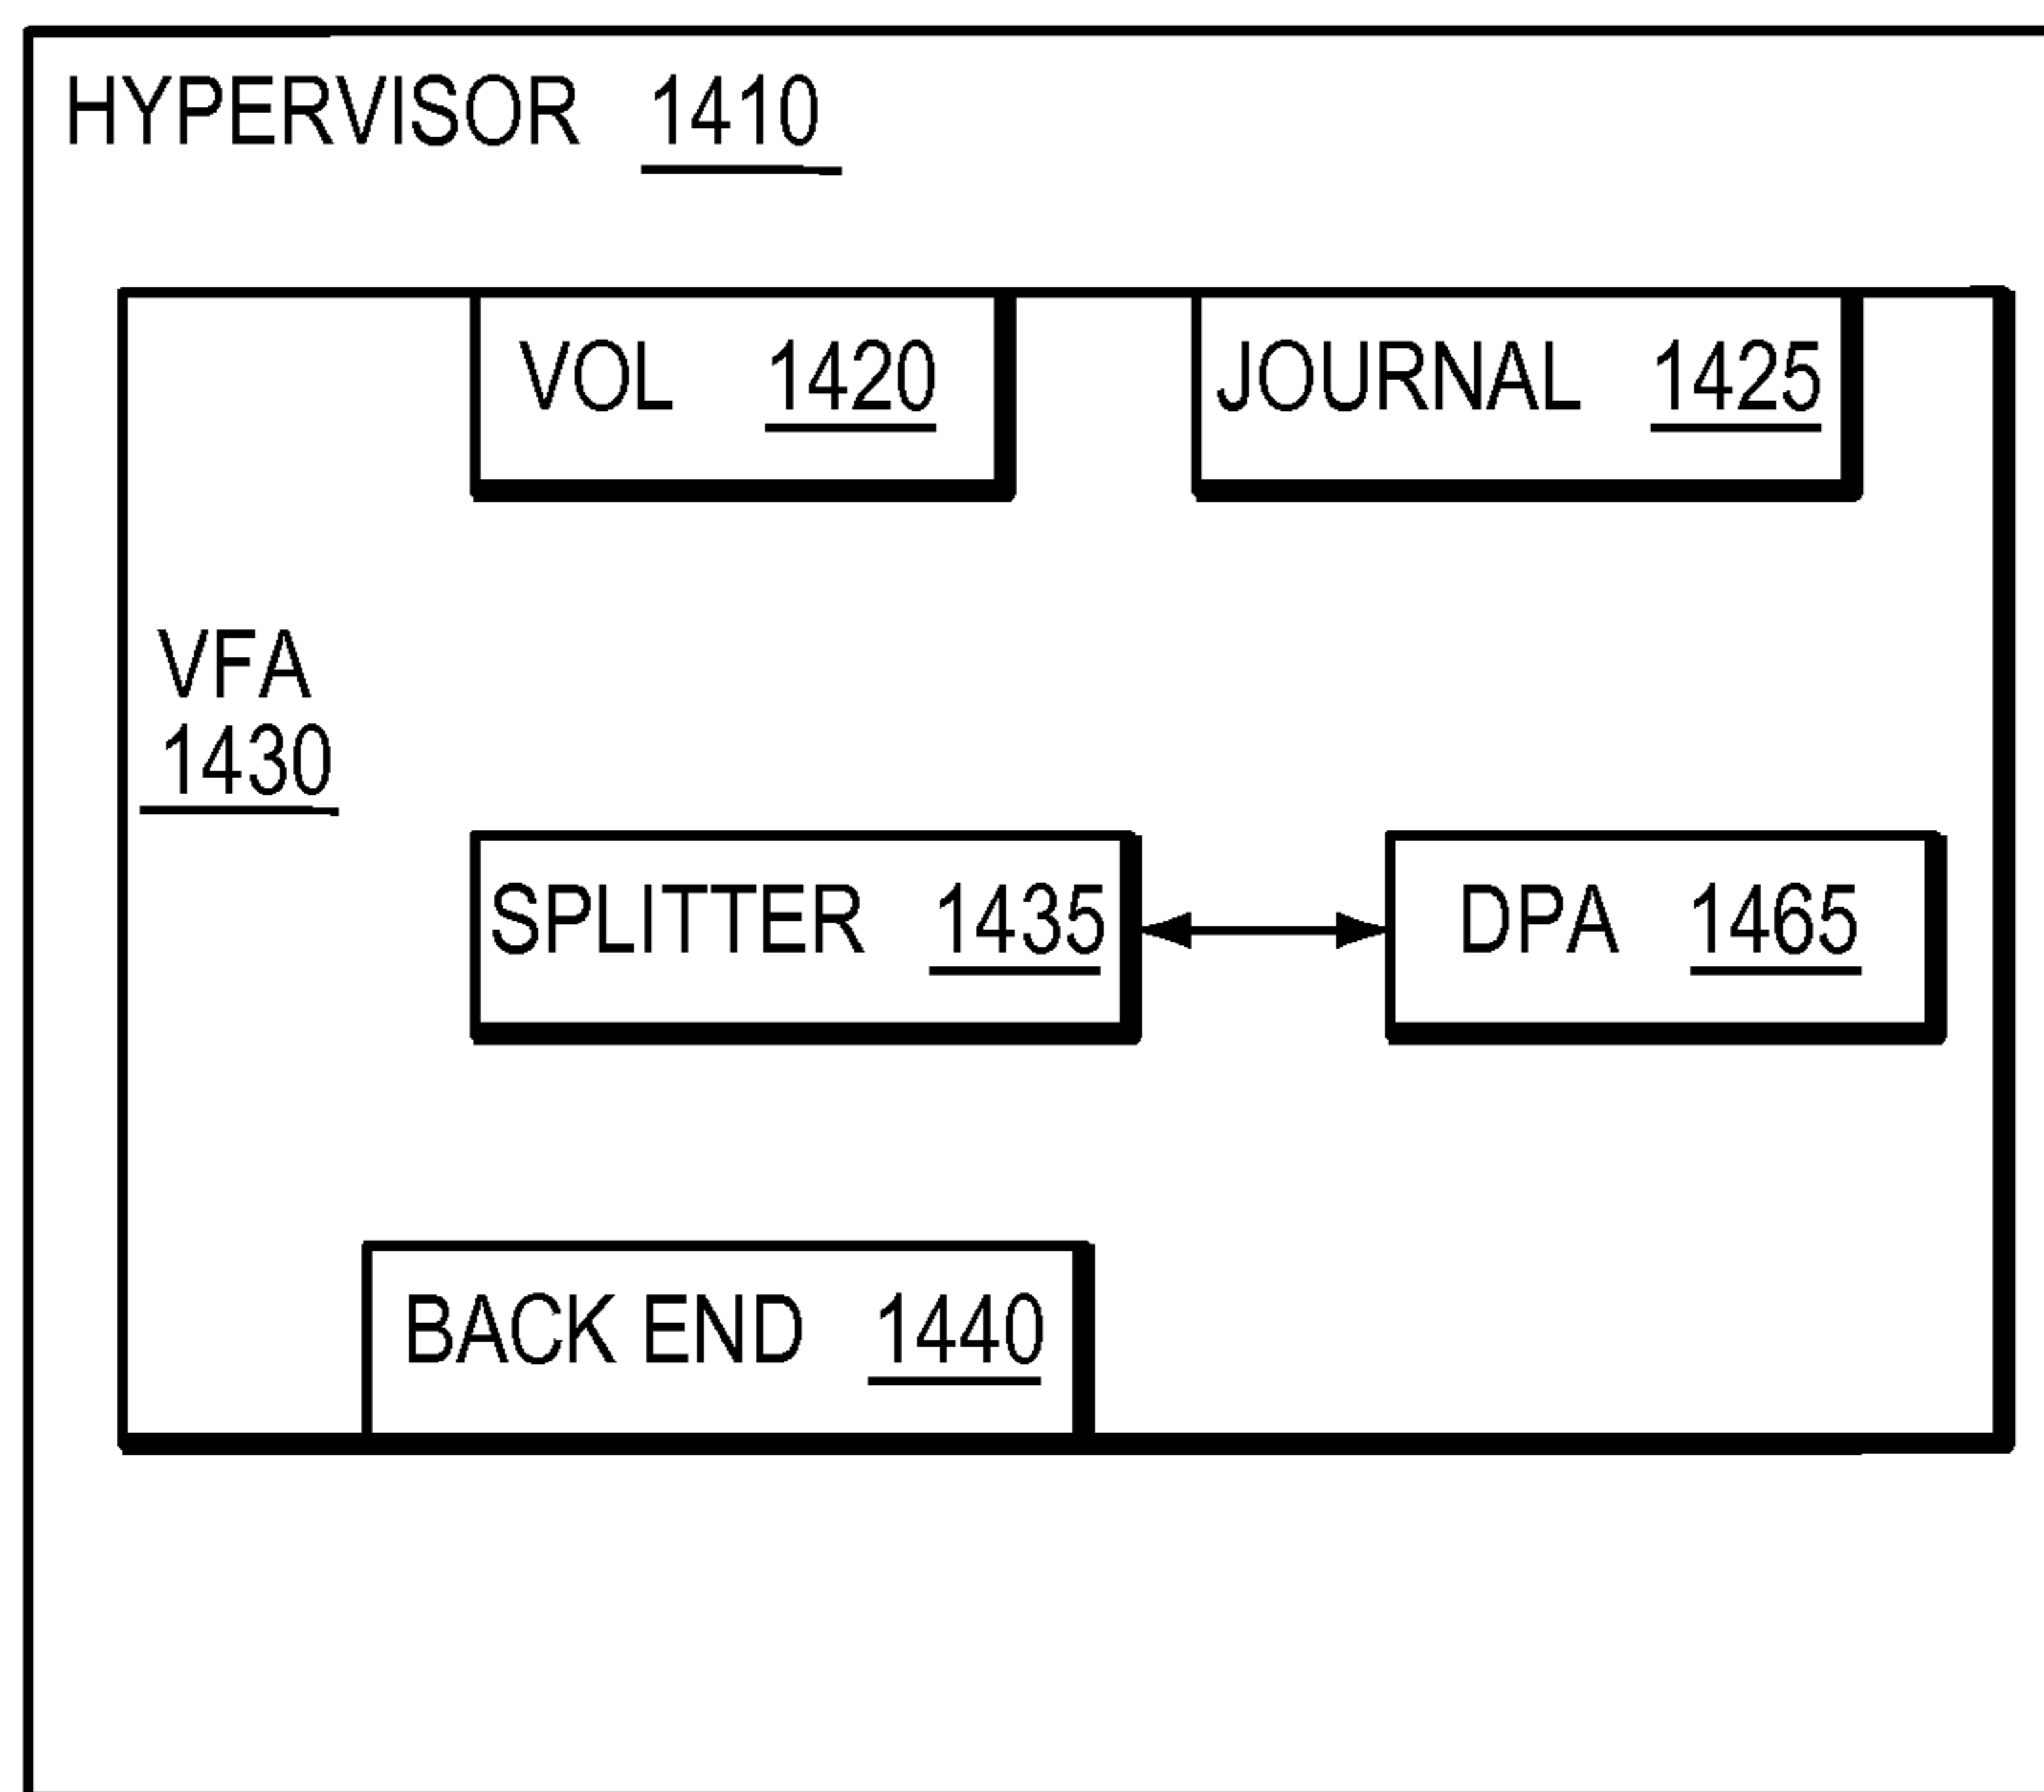 HYPERVISOR 1410
VOL 1420
JOURNAL 1425
VFA
1430
SPLITTER 1435
DPA 1465
BACK END 1440